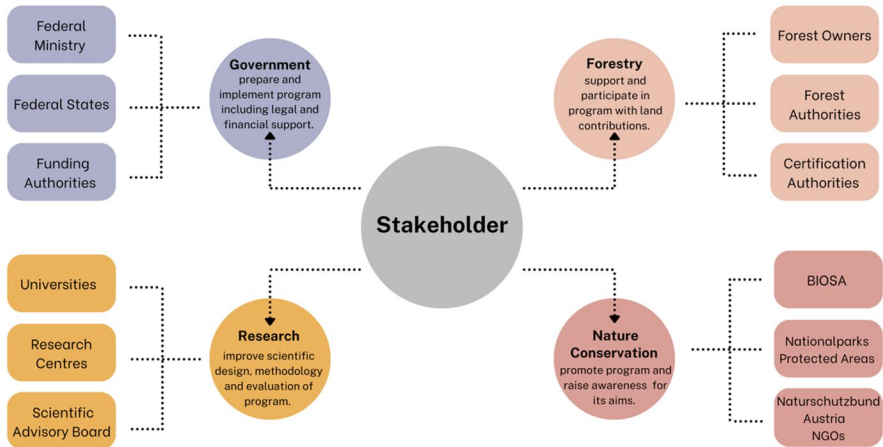 Federal
Ministry
Federal States
Funding
Authorities
Government
prepare and
implement program
including legal and
financial support.
Forestry
support and
participate in
program with land
contributions.
Forest Owners
Forest
Authorities
Certification
Authorities
Stakeholder
Universities
Research
Centres
Scientific
Advisory Board
Research
improve scientific
design, methodology
and evaluation of
program.
Nature
Conservation
promote program and
raise awareness for
its aims.
BIOSA
Nationalparks
Protected Areas
Naturschutzbund
Austria
NGOs